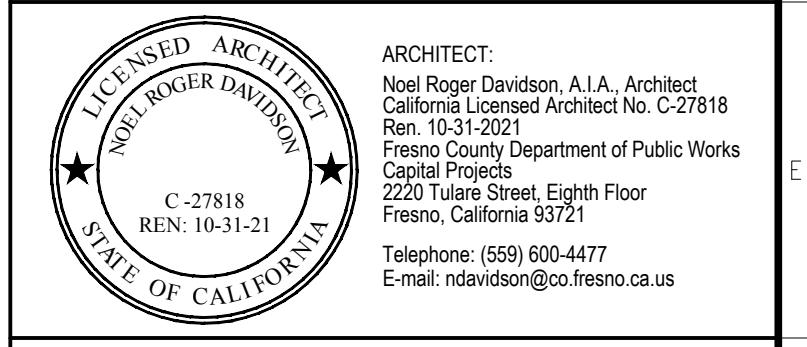 LICENSED ARCHITECT
NOEL ROGER DAVIDSON
C -27818
REN: 10-31-21
STATE OF CALIFORNIA
ARCHITECT:
Noel Roger Davidson, A.I.A., Architect
California Licensed Architect No. C-27818
Ren. 10-31-2021
Fresno County Department of Public Works
Capital Projects
2220 Tulare Street, Eighth Floor
Fresno, California 93721
Telephone: (559) 600-4477
E-mail: ndavidson@co.fresno.ca.us
E